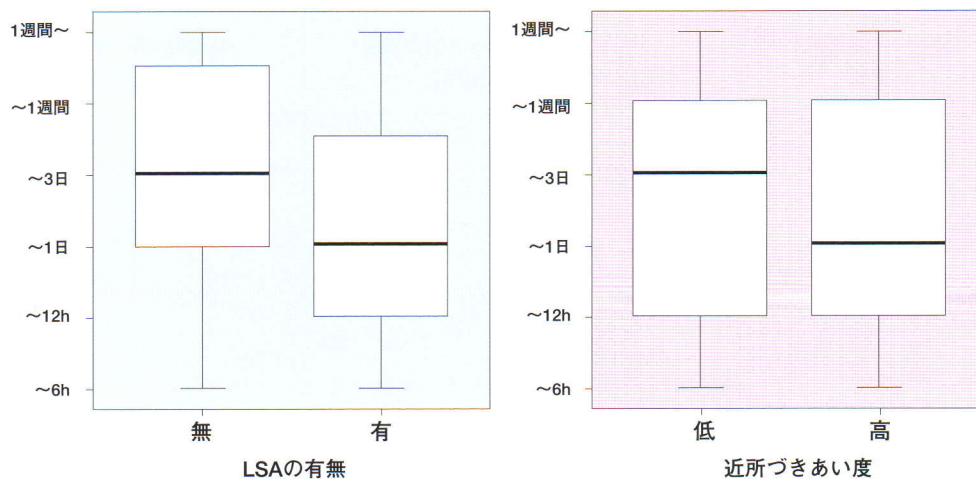 1週間〜
〜1週間
〜3日
〜1日
〜12h
〜6h
無
有
LSAの有無
1週間〜
〜1週間
〜3日
〜1日
〜12h
〜6h
低
高
近所づきあい度